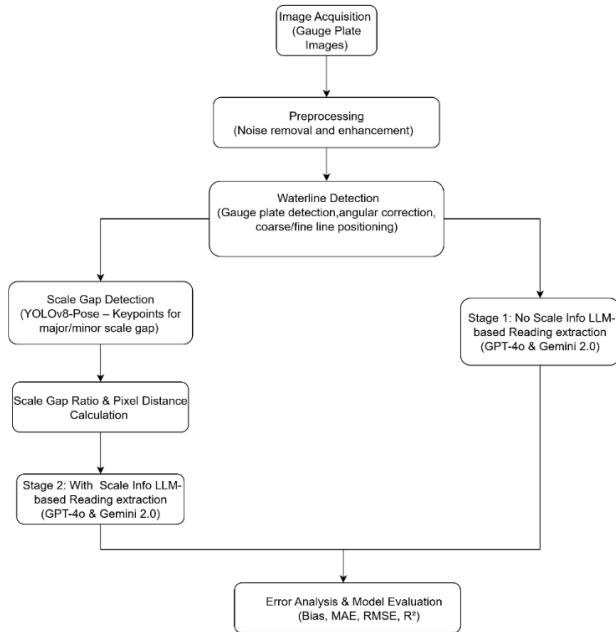 Image Acquisition
(Gauge Plate
Images)
Preprocessing
(Noise removal and enhancement)
Waterline Detection
(Gauge plate detection,angular correction,
coarse/fine line positioning)
Scale Gap Detection
(YOLOv8-Pose – Keypoints for
major/minor scale gap)
Stage 1: No Scale Info LLM-
based Reading extraction
(GPT-4o & Gemini 2.0)
Scale Gap Ratio & Pixel Distance
Calculation
Stage 2: With Scale Info LLM-
based Reading extraction
(GPT-4o & Gemini 2.0)
Error Analysis & Model Evaluation
(Bias, MAE, RMSE, R²)